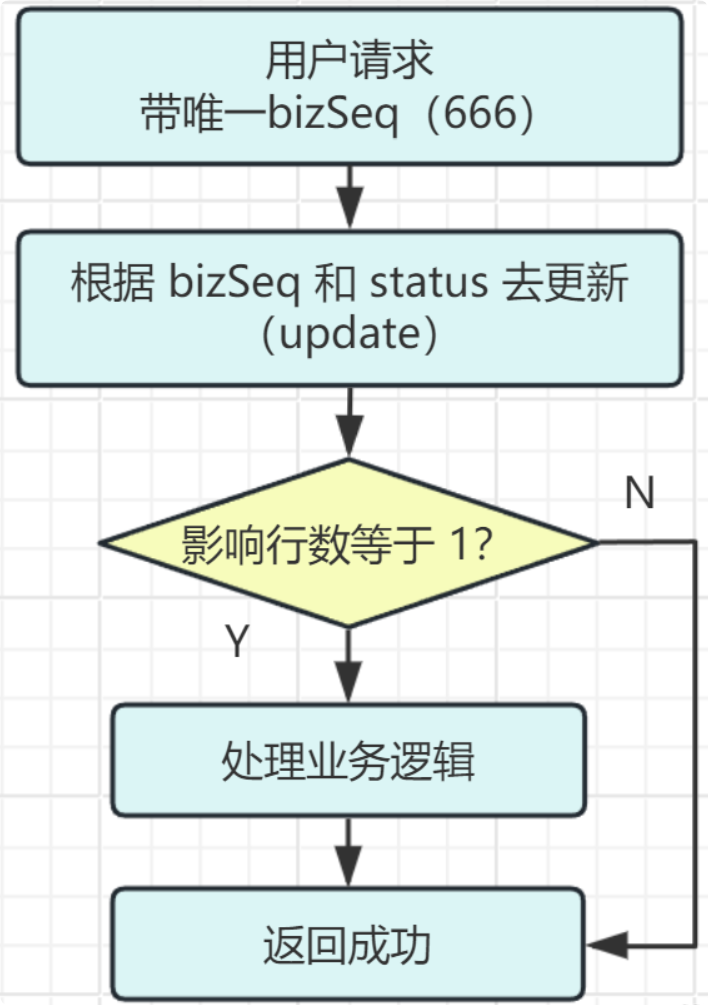 用户请求
带唯一bizSeq（666）
根据 bizSeq 和 status 去更新
（update）
影响行数等于 1？
N
Y
处理业务逻辑
返回成功